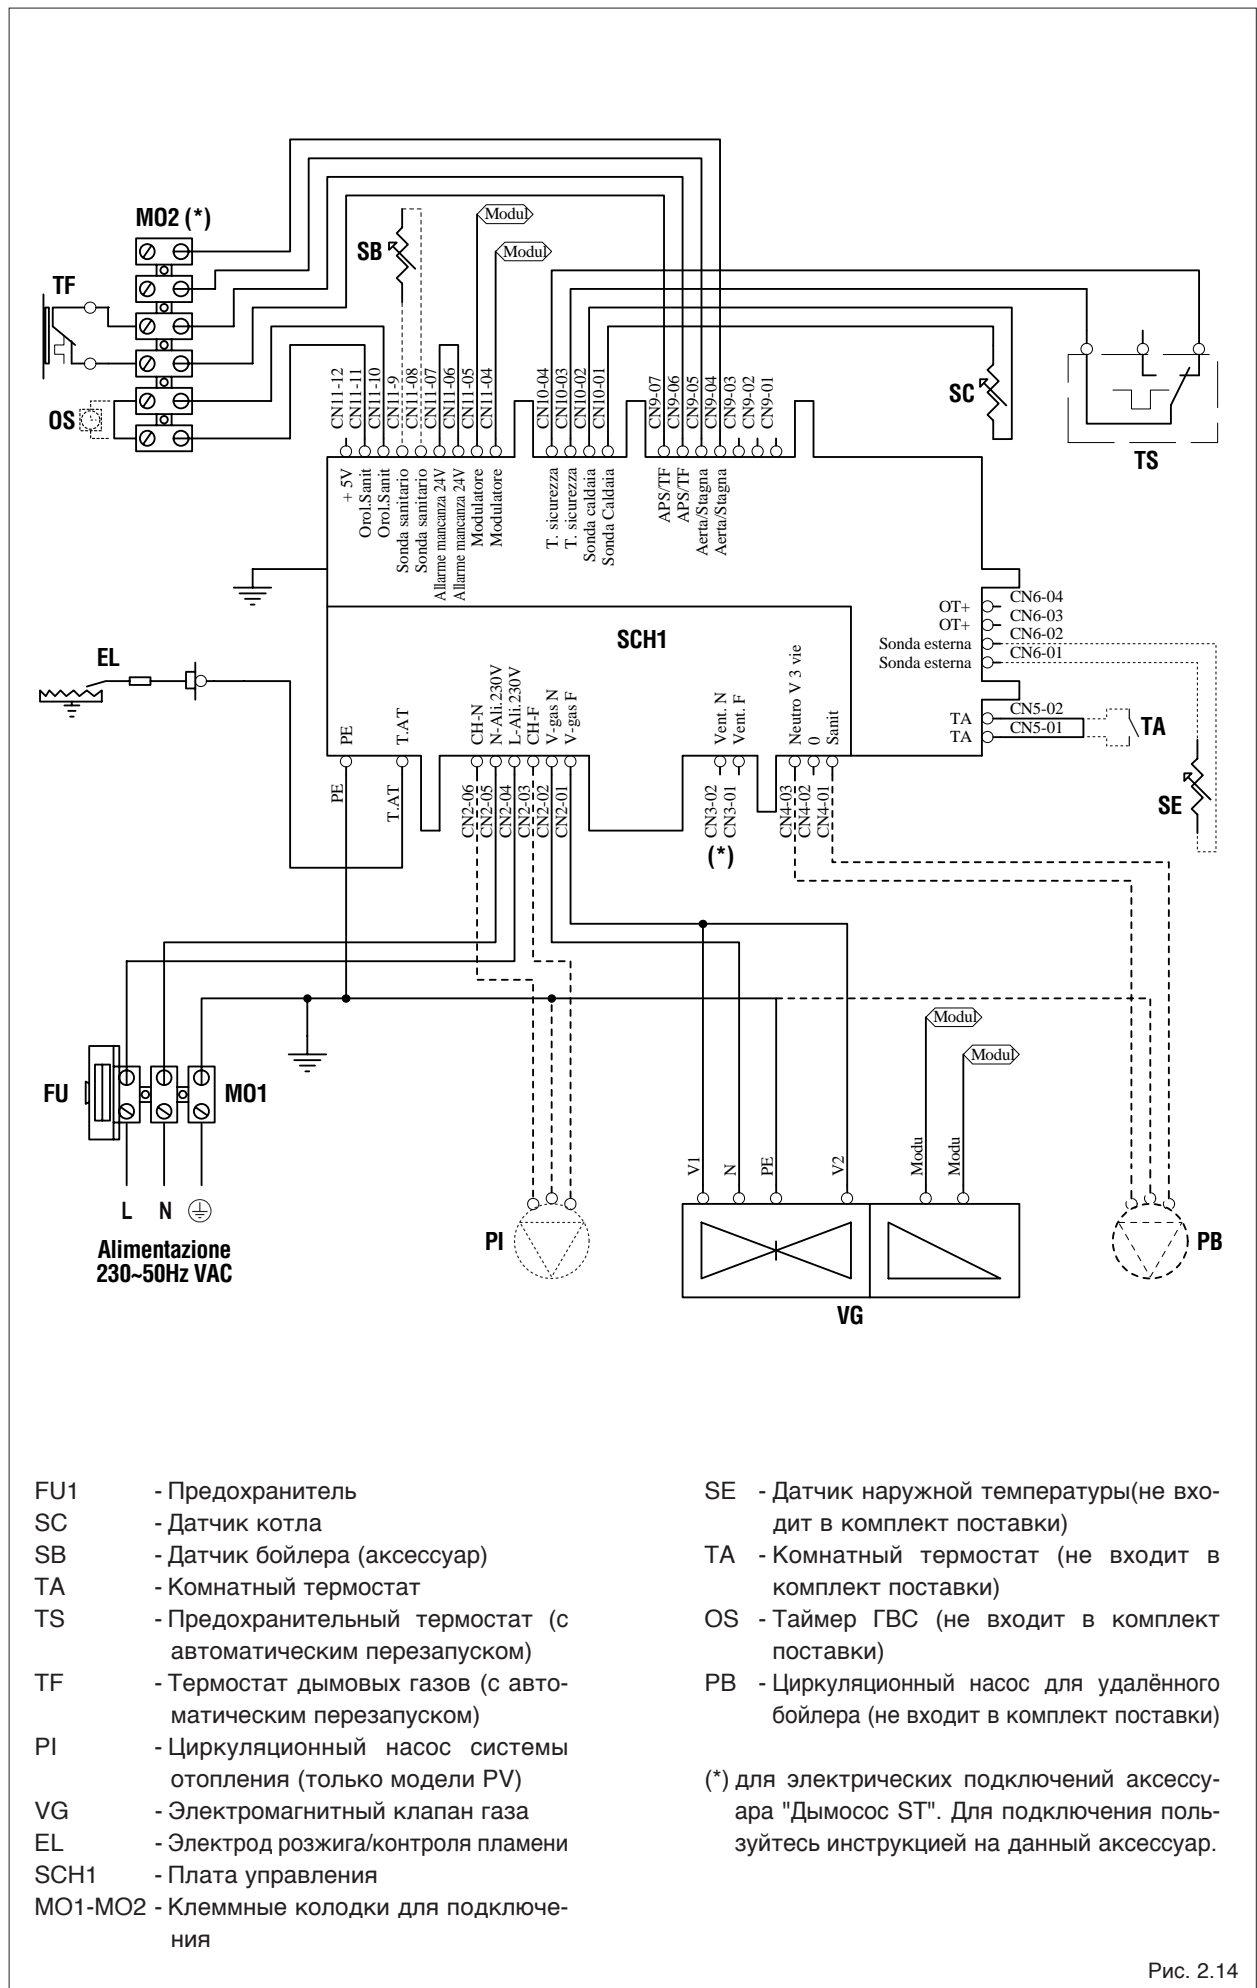 MO2 (*)
TF
OS
SB
Modul
Modul
SC
TS
CN11-12
CN11-11
CN11-10
CN11-9
CN11-08
CN11-07
CN11-06
CN11-05
CN11-04
CN10-04
CN10-03
CN10-02
CN10-01
CN9-07
CN9-06
CN9-05
CN9-04
CN9-03
CN9-02
CN9-01
+ 5V
Orol.Sanit
Orol.Sanit
Sonda sanitario
Sonda sanitario
Allarme mancanza 24V
Allarme mancanza 24V
Modulatore
Modulatore
T. sicurezza
T. sicurezza
Sonda caldaia
Sonda Caldaia
APS/TF
APS/TF
Aerta/Stagna
Aerta/Stagna
OT+
OT+
Sonda esterna
Sonda esterna
CN6-04
CN6-03
CN6-02
CN6-01
TA
TA
CN5-02
CN5-01
TA
SE
SCH1
EL
PE
T.AT
CH-N
N-Ali.230V
L-Ali.230V
CH-F
V-gas N
V-gas F
Vent. N
Vent. F
Neutro V 3 vie
0
Sanit
PE
T.AT
CN2-06
CN2-05
CN2-04
CN2-03
CN2-02
CN2-01
CN3-02
CN3-01
CN4-03
CN4-02
CN4-01
(*)
FU
MO1
L N
Alimentazione
230~50Hz VAC
PI
V1
N
PE
V2
Modu
Modu
Modul
Modul
VG
PB
FU1 - Предохранитель
SC - Датчик котла
SB - Датчик бойлера (аксессуар)
TA - Комнатный термостат
TS - Предохранительный термостат (с
автоматическим перезапуском)
TF - Термостат дымовых газов (с авто-
матическим перезапуском)
PI - Циркуляционный насос системы
отопления (только модели PV)
VG - Электромагнитный клапан газа
EL - Электрод розжига/контроля пламени
SCH1 - Плата управления
MO1-MO2 - Клеммные колодки для подключе-
ния
SE - Датчик наружной температуры(не вхо-
дит в комплект поставки)
TA - Комнатный термостат (не входит в
комплект поставки)
OS - Таймер ГВС (не входит в комплект
поставки)
PB - Циркуляционный насос для удалённого
бойлера (не входит в комплект поставки)
(*) для электрических подключений аксессу-
ара "Дымосос ST". Для подключения поль-
зуйтесь инструкцией на данный аксессуар.
Рис. 2.14